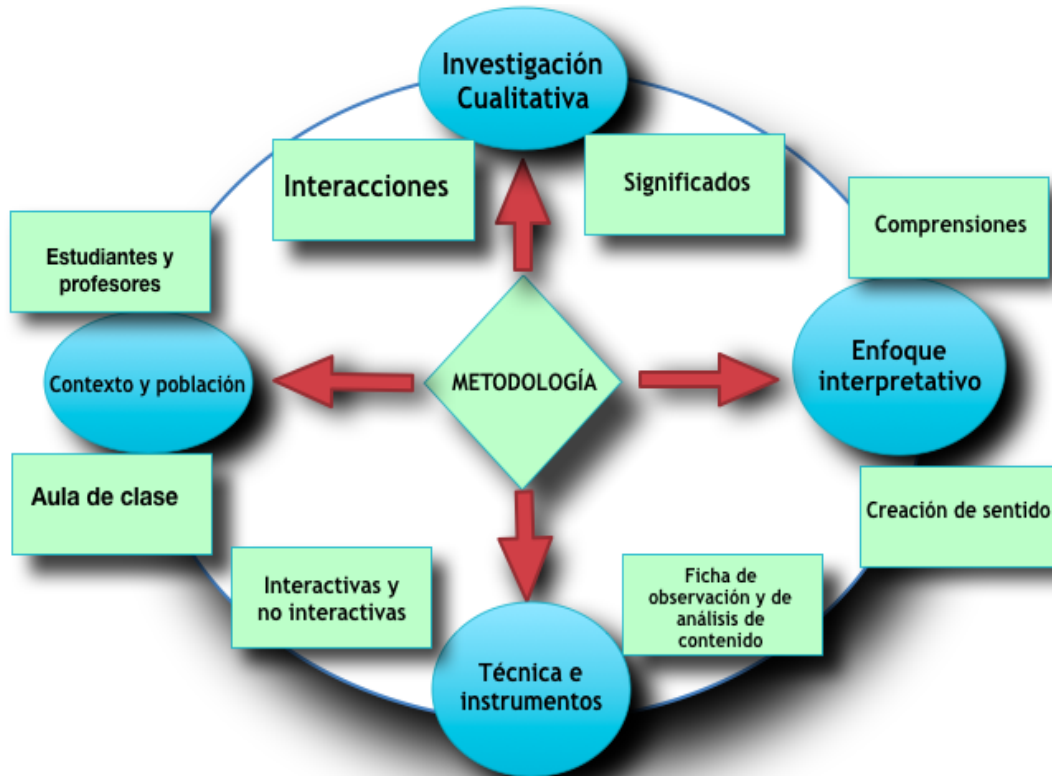 Investigación
Cualitativa
Interacciones
Significados
Comprensiones
Estudiantes y
profesores
Contexto y población
METODOLOGÍA
Enfoque
interpretativo
Aula de clase
Creación de sentido
Interactivas y
no interactivas
Ficha de
observación y de
análisis de
contenido
Técnica e
instrumentos